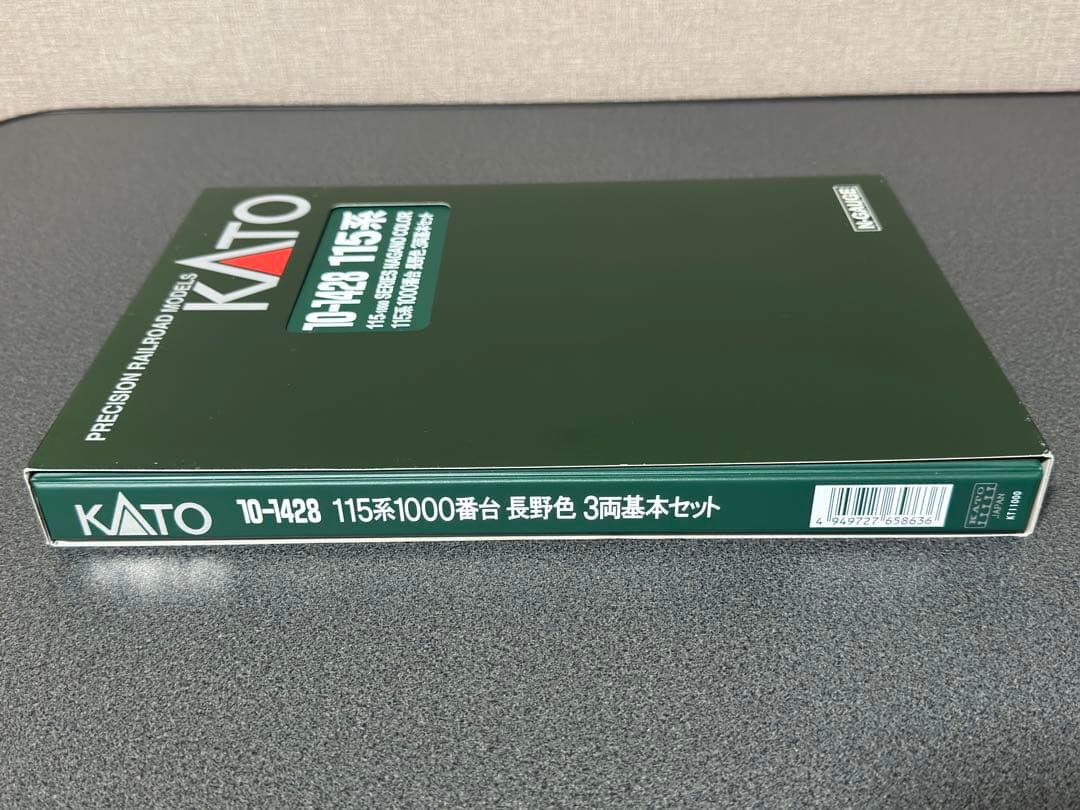 PRECISION RAILROAD MODELS
KATO
10-1428 115系
115-1000 SERIES NAGANO COLOR
115系1000番台 長野色 3両基本セット
N-GAUGE
KATO 10-1428 115系1000番台 長野色 3両基本セット
4 949727 658636
KATO
JAPAN
KT11000